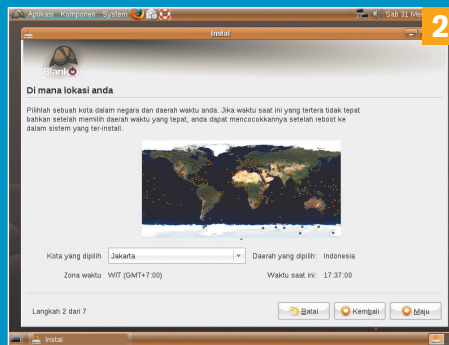 Aplikasi Komponen System
Sab 31 Me
2
Instal
BlankOn
Di mana lokasi anda
Pilihlah sebuah kota dalam negara dan daerah waktu anda. Jika waktu saat ini yang tertera tidak tepat
bahkan setelah memilih daerah waktu yang tepat, anda dapat mencocokkannya setelah reboot ke
dalam sistem yang ter-install.
Kota yang dipilih Jakarta Daerah yang dipilih: Indonesia
Zona waktu WIT (GMT+7:00) Waktu saat ini: 17:37:00
Langkah 2 dari 7 Batal Kembali Maju
Instal